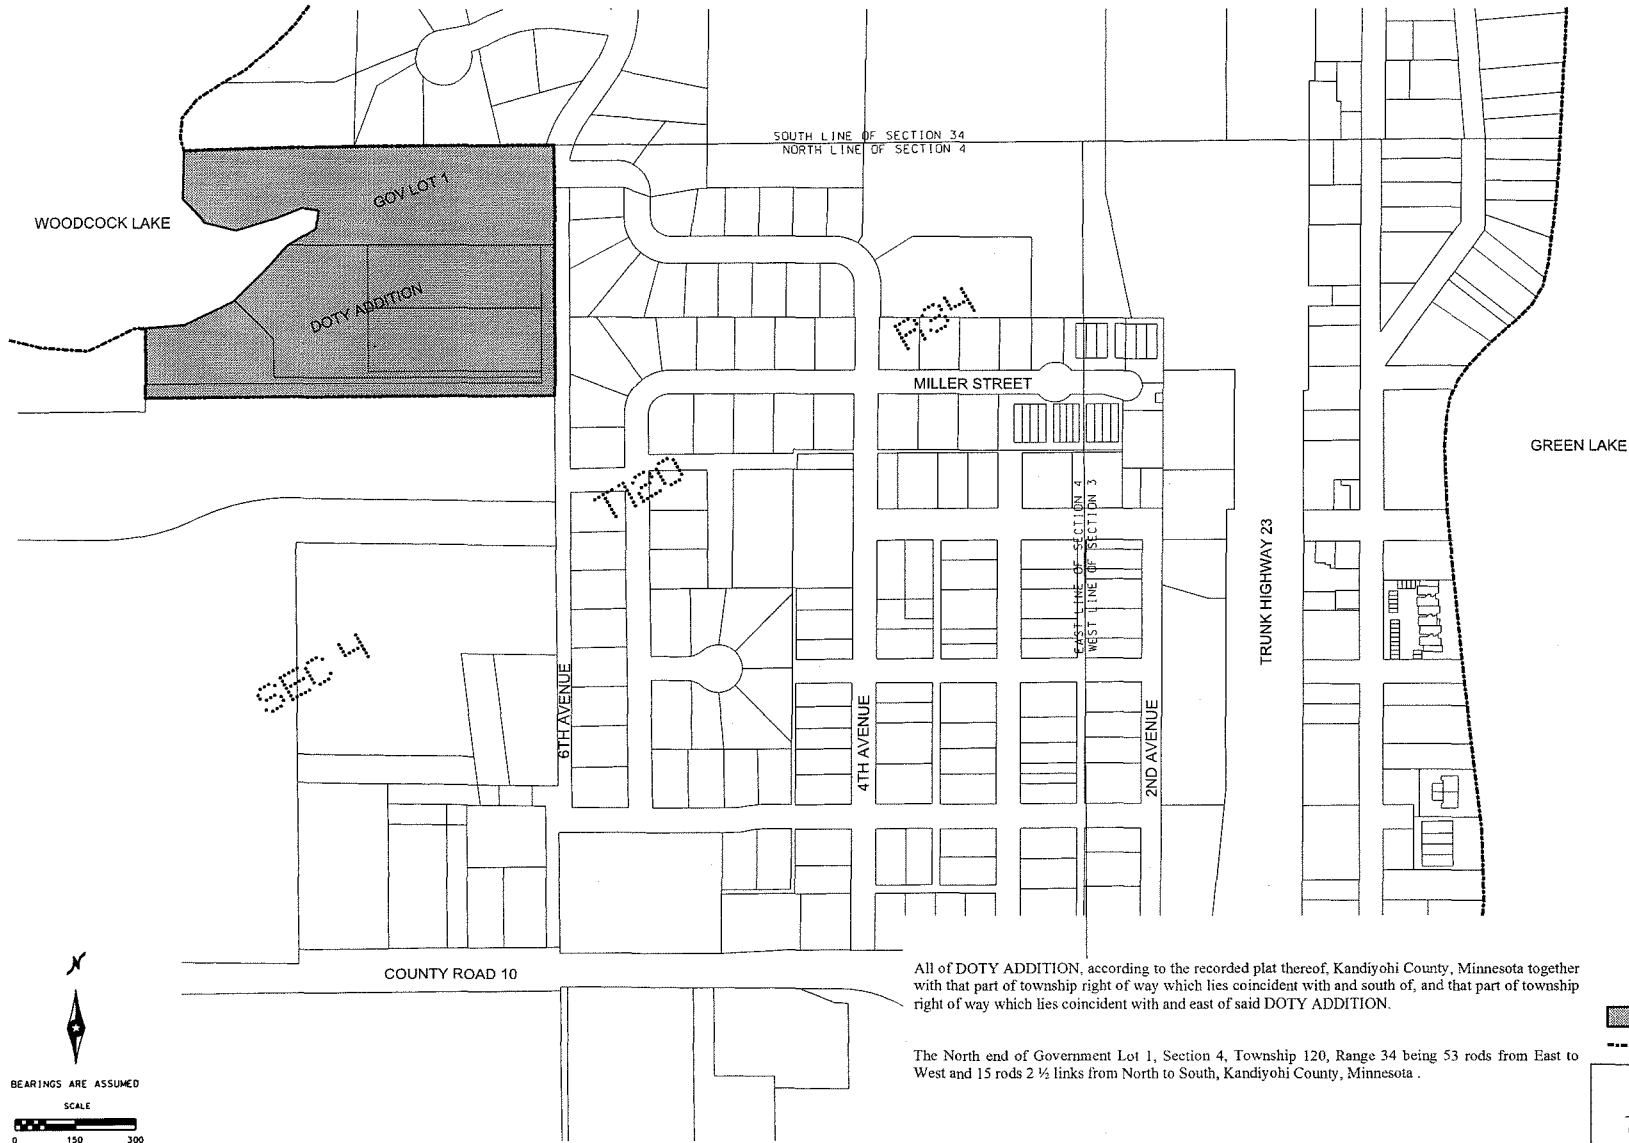 SOUTH LINE OF SECTION 34
NORTH LINE OF SECTION 4
GOV LOT 1
WOODCOCK LAKE
DOTY ADDITION
R34
MILLER STREET
GREEN LAKE
T120
EAST LINE OF SECTION 4
WEST LINE OF SECTION 3
TRUNK HIGHWAY 23
SEC 4
6TH AVENUE
4TH AVENUE
2ND AVENUE
COUNTY ROAD 10
All of DOTY ADDITION, according to the recorded plat thereof, Kandiyohi County, Minnesota together
with that part of township right of way which lies coincident with and south of, and that part of township
right of way which lies coincident with and east of said DOTY ADDITION.
The North end of Government Lot 1, Section 4, Township 120, Range 34 being 53 rods from East to
West and 15 rods 2 ½ links from North to South, Kandiyohi County, Minnesota .
N
BEARINGS ARE ASSUMED
SCALE
0 150 300